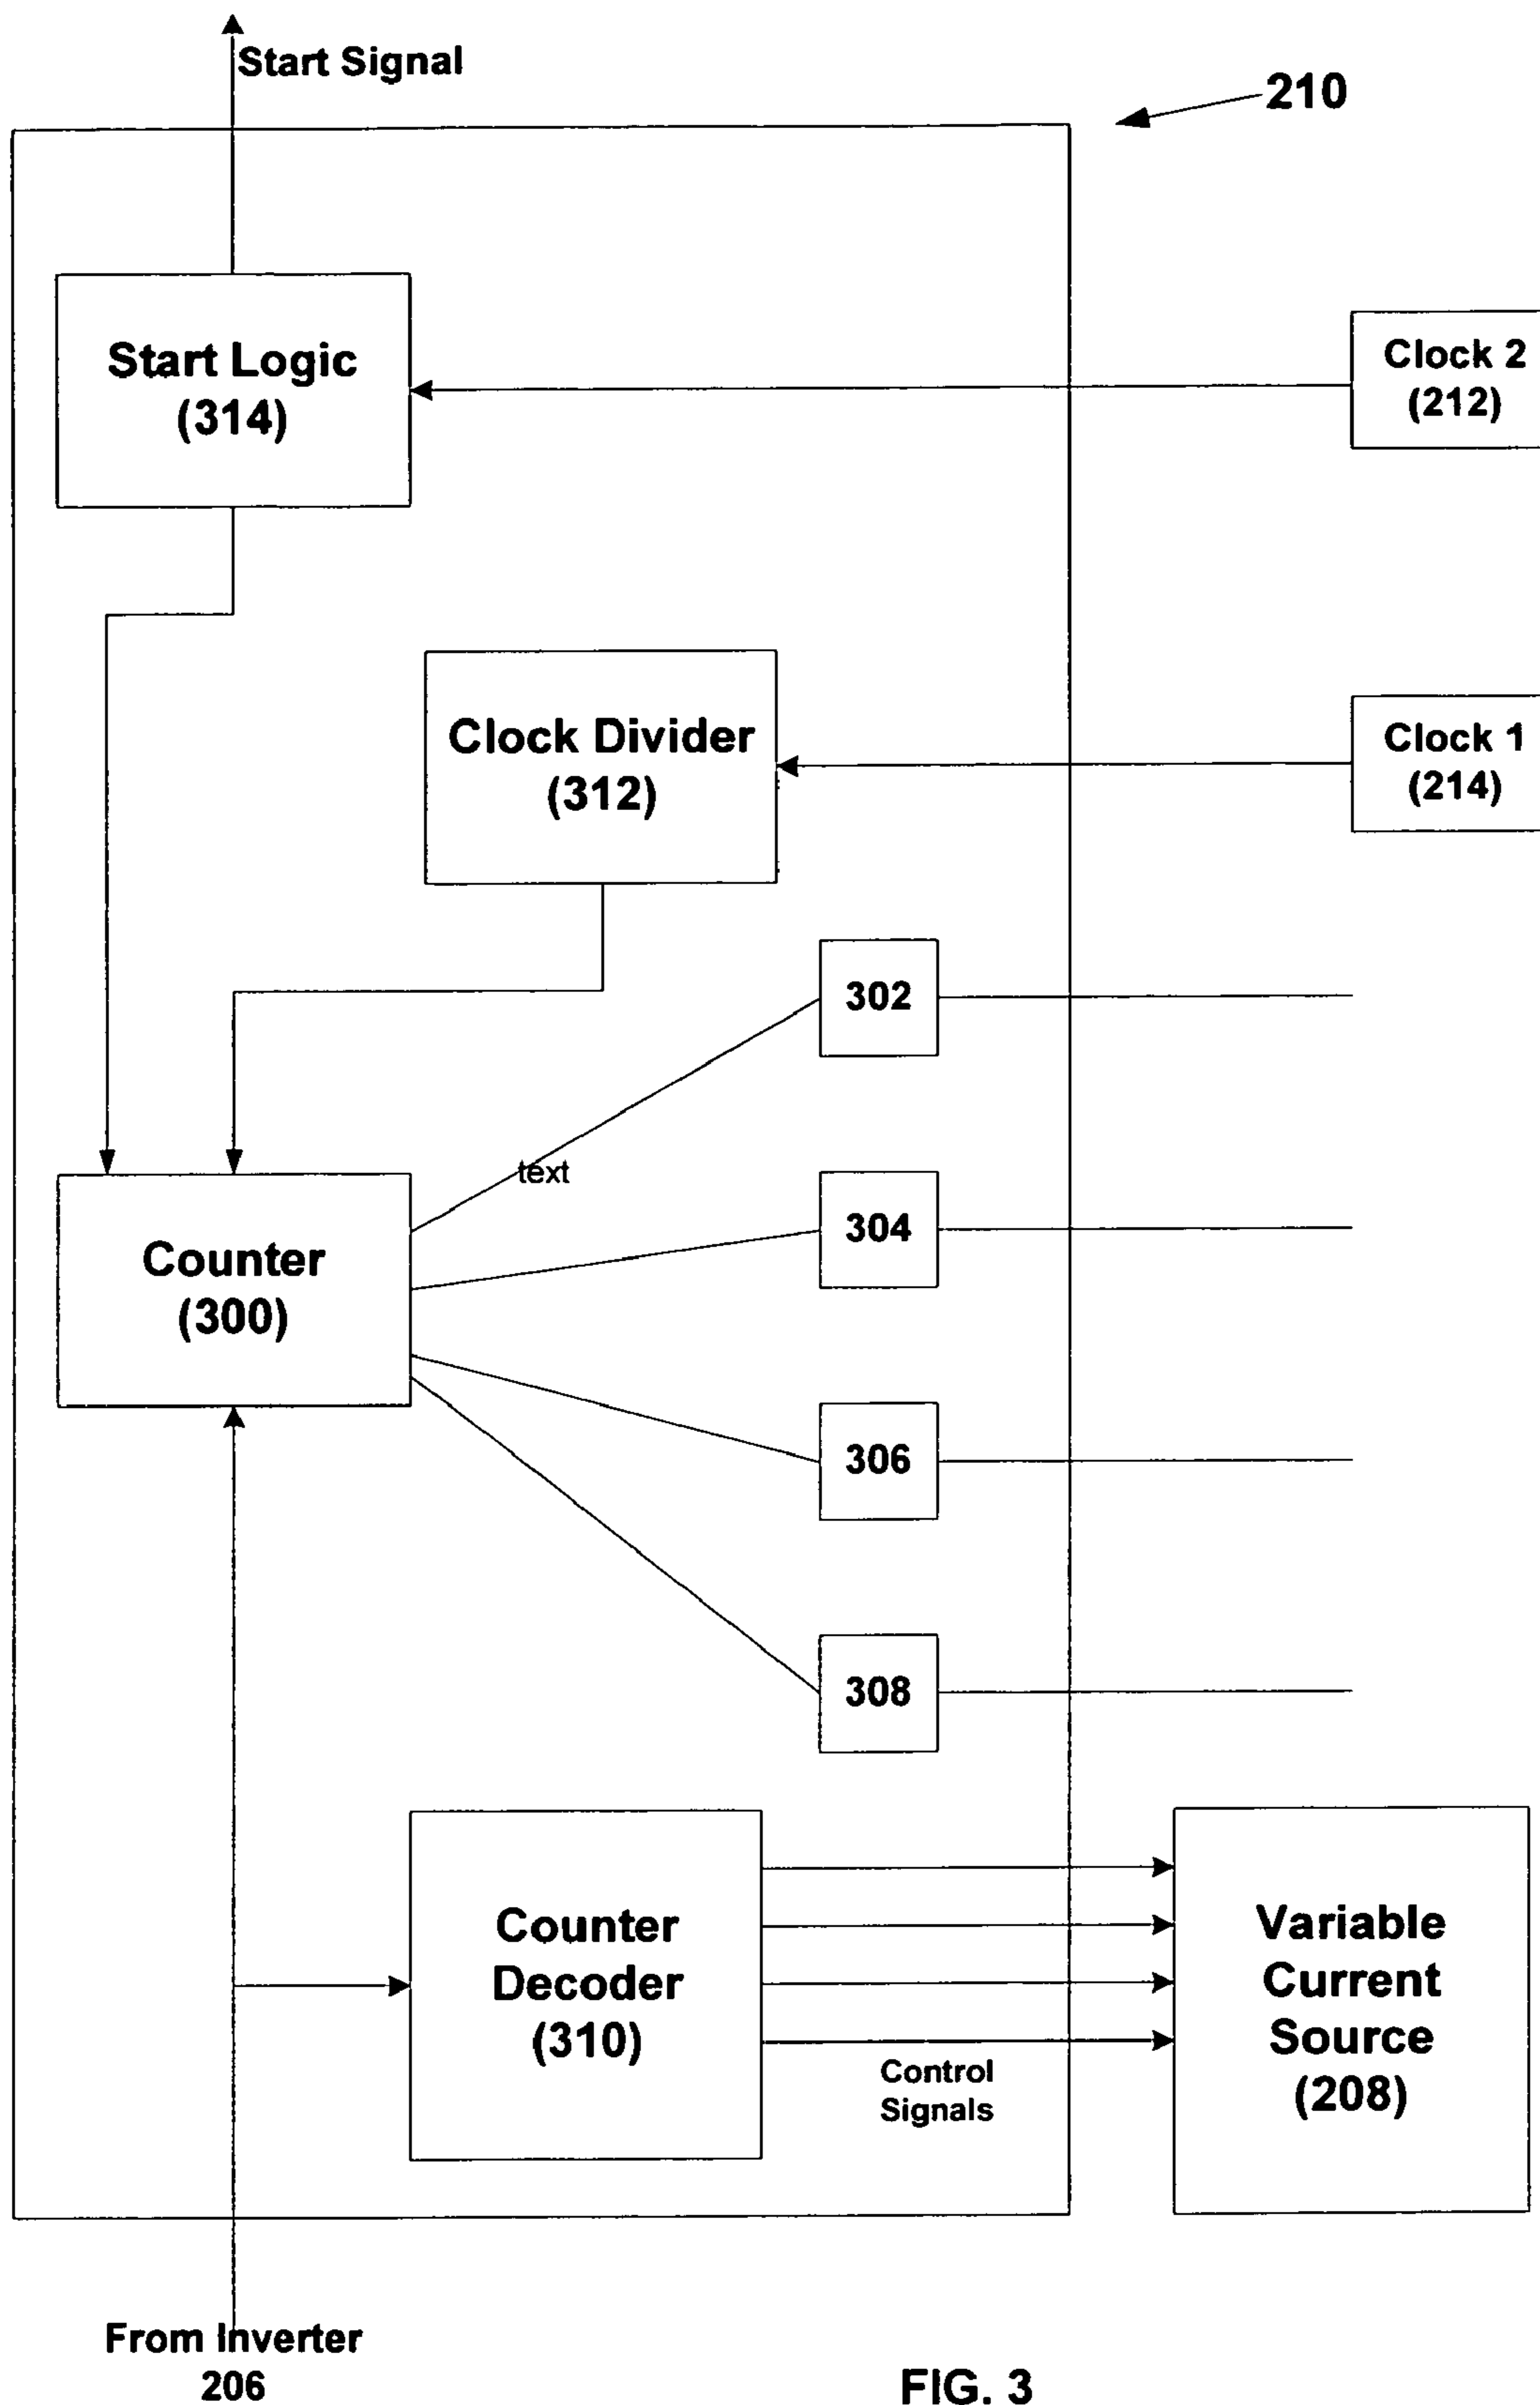 Start Signal
210
Start Logic
(314)
Clock 2
(212)
Clock Divider
(312)
Clock 1
(214)
302
text
304
Counter
(300)
306
308
Counter
Decoder
(310)
Control
Signals
Variable
Current
Source
(208)
From Inverter
206
FIG. 3